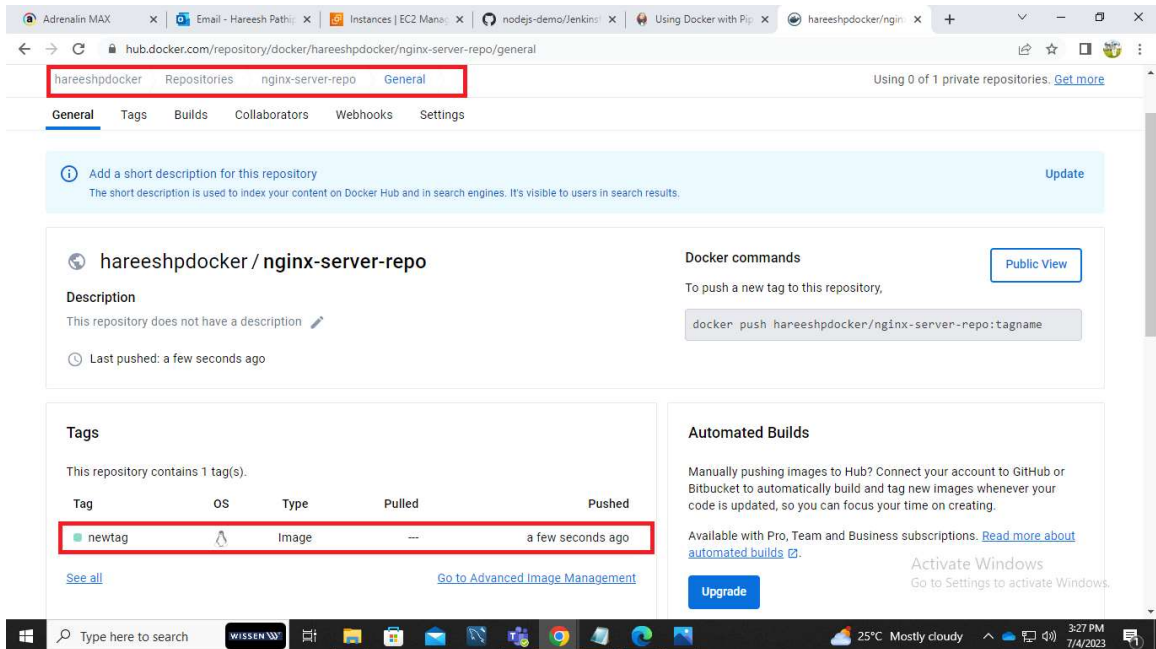 Adrenalin MAX
Email - Hareesh Pathip
Instances | EC2 Manag
nodejs-demo/Jenkins
Using Docker with Pip
hareeshpdocker/ngin
hub.docker.com/repository/docker/hareeshpdocker/nginx-server-repo/general
hareeshpdocker Repositories nginx-server-repo General
Using 0 of 1 private repositories. Get more
General Tags Builds Collaborators Webhooks Settings
Add a short description for this repository
Update
The short description is used to index your content on Docker Hub and in search engines. It's visible to users in search results.
hareeshpdocker / nginx-server-repo
Description
This repository does not have a description
Last pushed: a few seconds ago
Docker commands
Public View
To push a new tag to this repository,
docker push hareeshpdocker/nginx-server-repo:tagname
Tags
This repository contains 1 tag(s).
Tag OS Type Pulled Pushed
newtag Image --- a few seconds ago
See all
Go to Advanced Image Management
Automated Builds
Manually pushing images to Hub? Connect your account to GitHub or
Bitbucket to automatically build and tag new images whenever your
code is updated, so you can focus your time on creating.
Available with Pro, Team and Business subscriptions. Read more about
automated builds.
Upgrade
Activate Windows
Go to Settings to activate Windows.
Type here to search
WISSEN
25°C Mostly cloudy
3:27 PM
7/4/2023